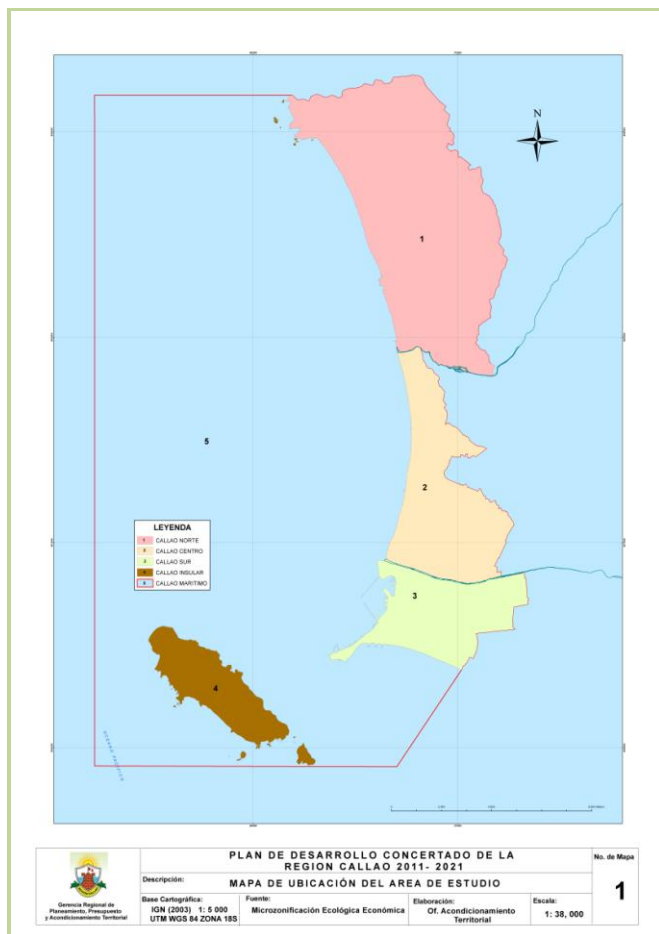 N
1
5
2
LEYENDA
1 CALLAO NORTE
2 CALLAO CENTRO
3 CALLAO SUR
CALLAO INSULAR
5 CALLAO MARITIMO
3
4
OCEANO PACIFICO
Gerencia Regional de
Planeamiento, Presupuesto
y Acondicionamiento Territorial
PLAN DE DESARROLLO CONCERTADO DE LA
REGION CALLAO 2011- 2021
Descripción:
MAPA DE UBICACIÓN DEL AREA DE ESTUDIO
Base Cartográfica:
IGN (2003) 1: 5 000
UTM WGS 84 ZONA 18S
Fuente:
Microzonificación Ecológica Económica
Elaboración:
Of. Acondicionamiento
Territorial
Escala:
1: 38, 000
No. de Mapa
1